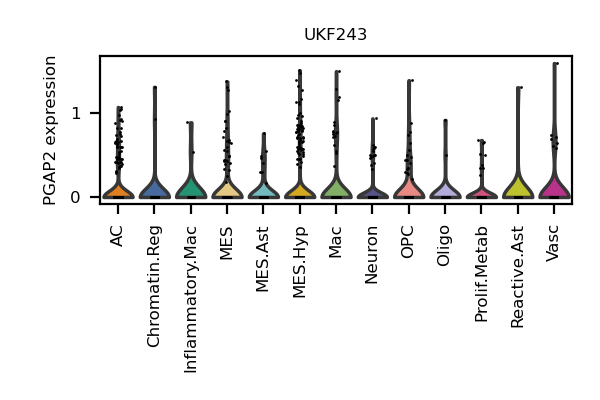 UKF243
PGAP2 expression
1
0
AC
Chromatin.Reg
Inflammatory.Mac
MES
MES.Ast
MES.Hyp
Mac
Neuron
OPC
Oligo
Prolif.Metab
Reactive.Ast
Vasc